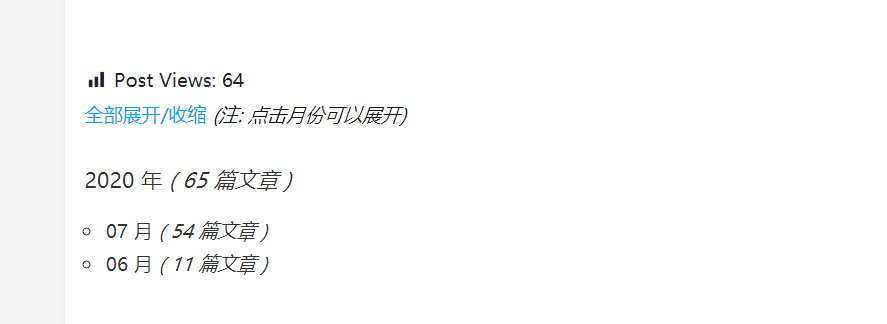 Post Views: 64
全部展开/收缩 (注: 点击月份可以展开)
2020 年 ( 65 篇文章 )
07 月 ( 54 篇文章 )
06 月 ( 11 篇文章 )